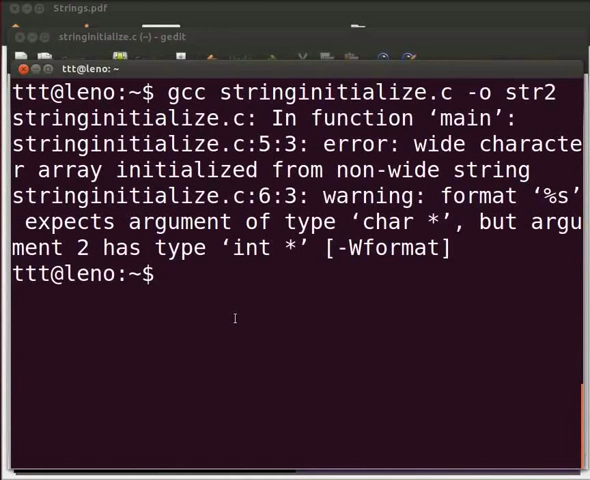 Strings.pdf
stringinitialize.c (~) - gedit
ttt@leno: ~
ttt@leno:~$ gcc stringinitialize.c -o str2
stringinitialize.c: In function ‘main’:
stringinitialize.c:5:3: error: wide characte
r array initialized from non-wide string
stringinitialize.c:6:3: warning: format ‘%s’
 expects argument of type ‘char *’, but argu
ment 2 has type ‘int *’ [-Wformat]
ttt@leno:~$